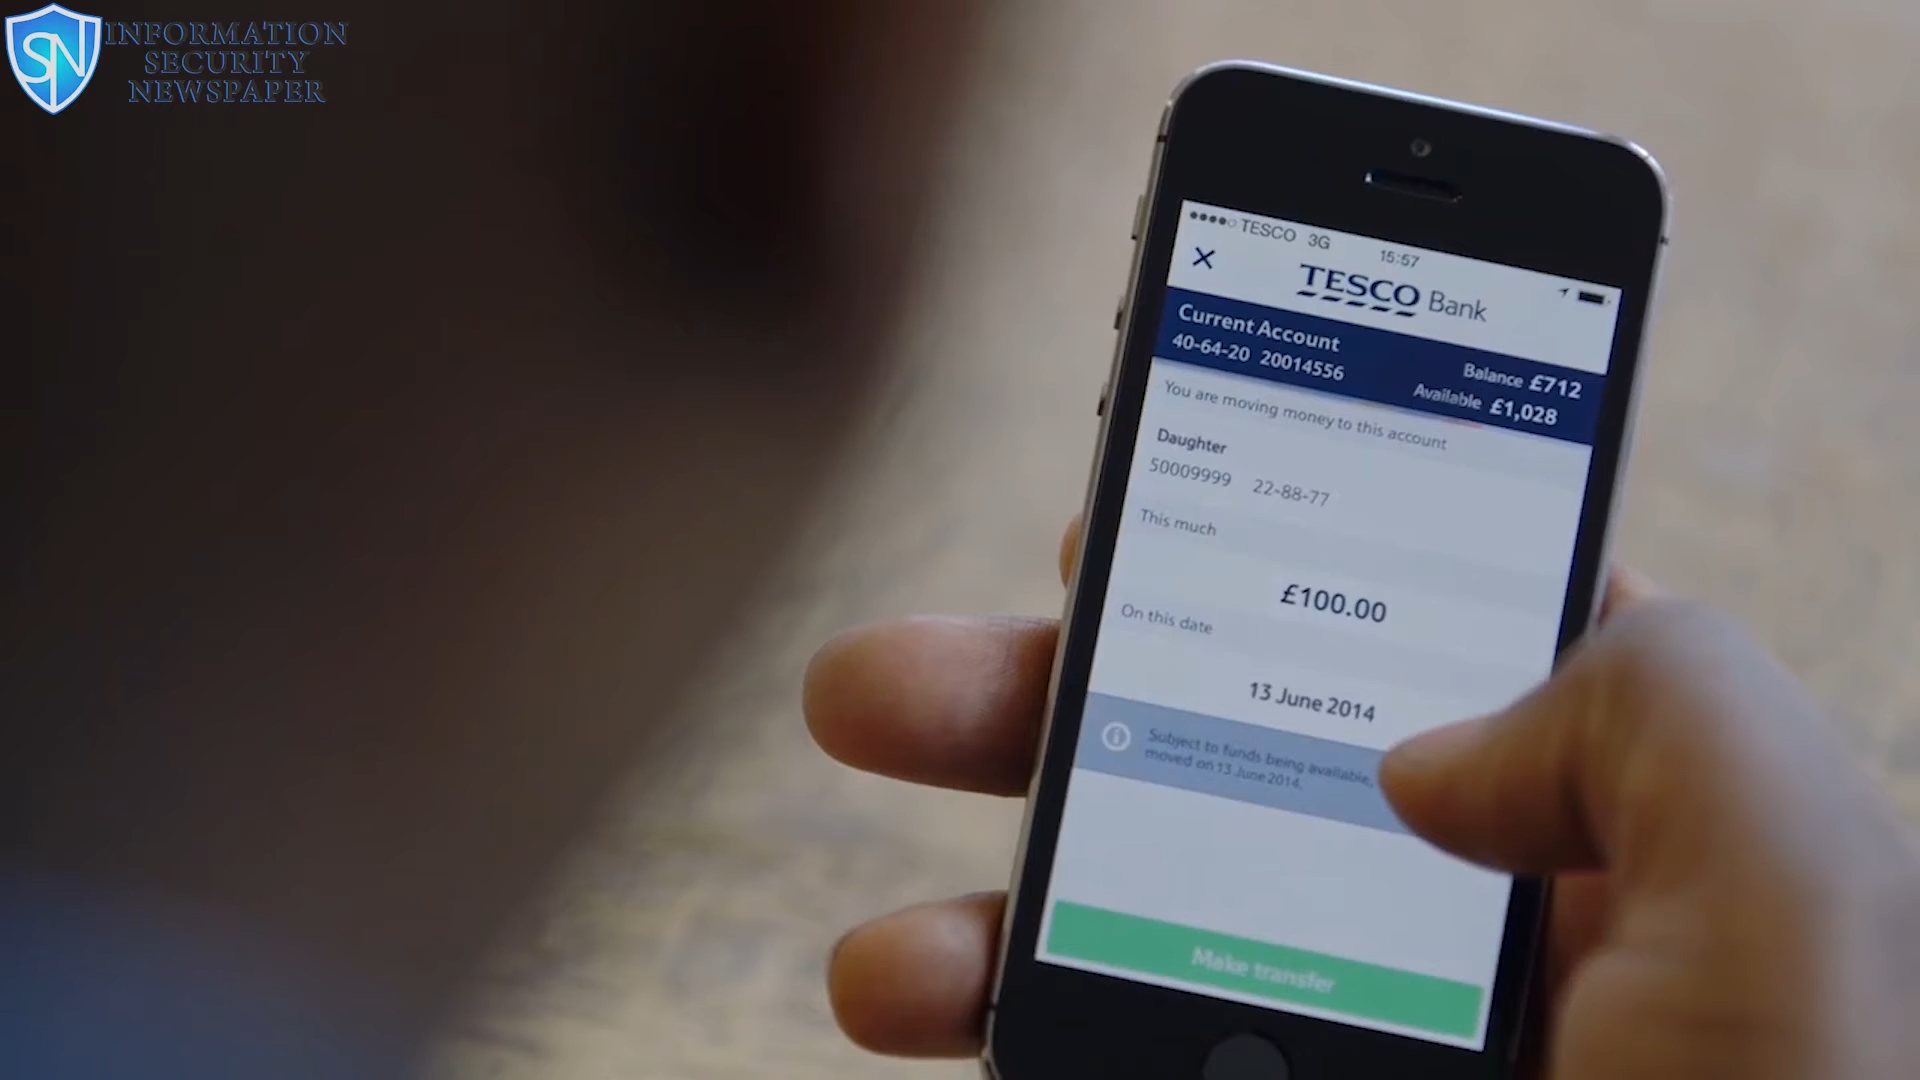 INFORMATION
SECURITY
NEWSPAPER
SN
TESCO 3G
15:57
TESCO Bank
Current Account
40-64-20 20014556
Balance £712
Available £1,028
You are moving money to this account
Daughter
50009999 22-88-77
This much
£100.00
On this date
13 June 2014
Subject to funds being available,
moved on 13 June 2014.
Make transfer